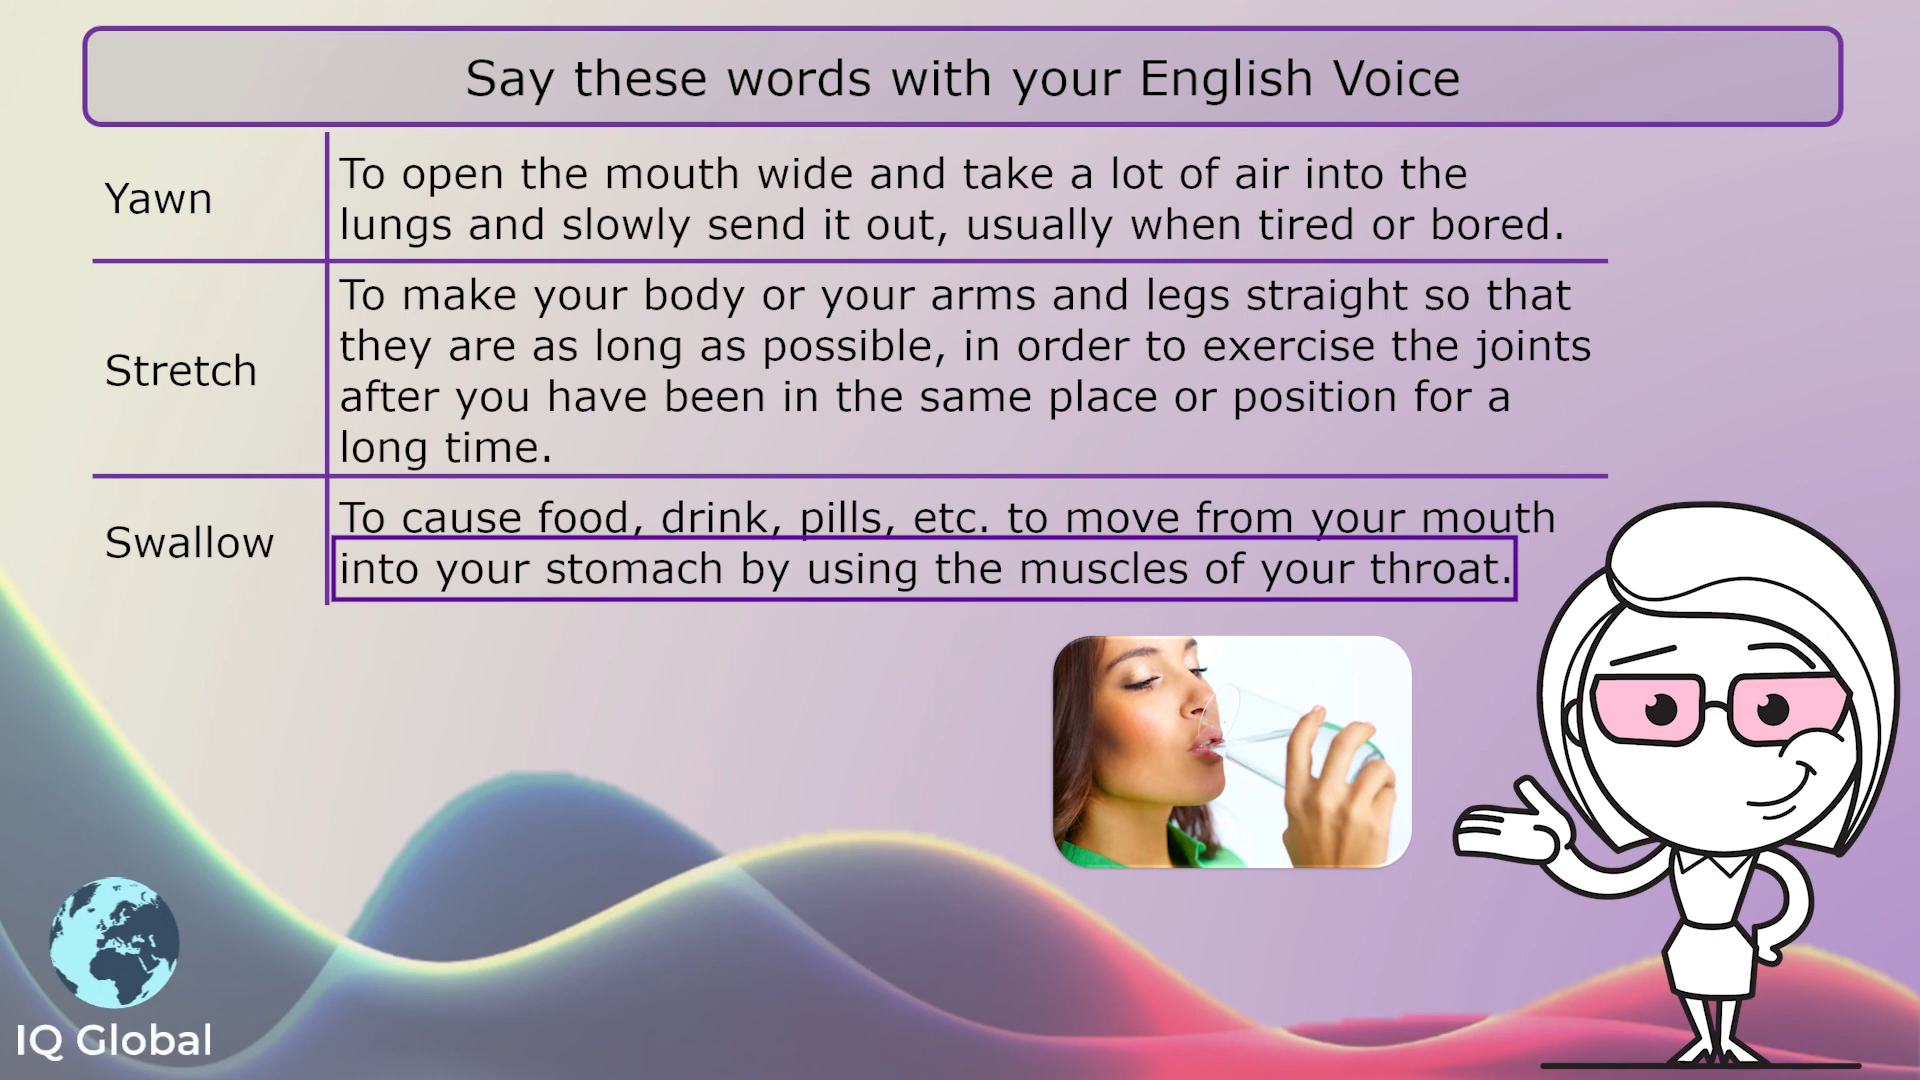 Say these words with your English Voice
Yawn
To open the mouth wide and take a lot of air into the
lungs and slowly send it out, usually when tired or bored.
Stretch
To make your body or your arms and legs straight so that
they are as long as possible, in order to exercise the joints
after you have been in the same place or position for a
long time.
Swallow
To cause food, drink, pills, etc. to move from your mouth
into your stomach by using the muscles of your throat.
IQ Global